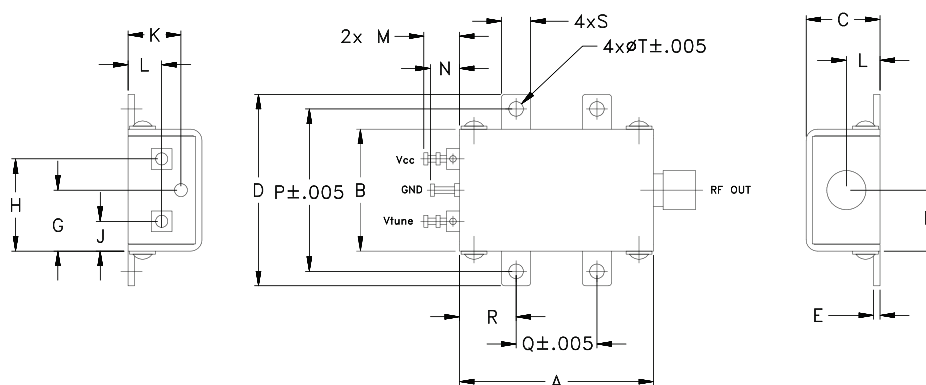 K
L
H
G
J
2x M
N
4xS
4xøT±.005
Vcc
GND
Vtune
D
P±.005
B
RF OUT
R
Q±.005
A
C
L
E